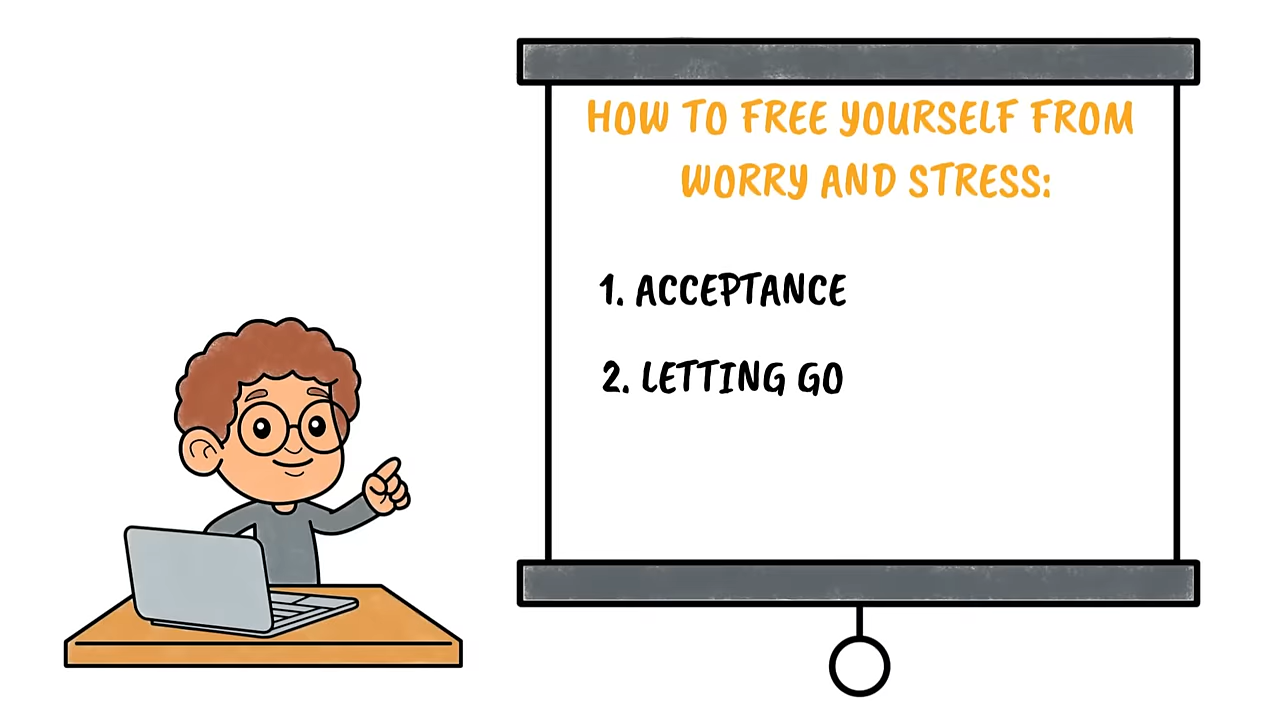 HOW TO FREE YOURSELF FROM
WORRY AND STRESS:
1. ACCEPTANCE
2. LETTING GO